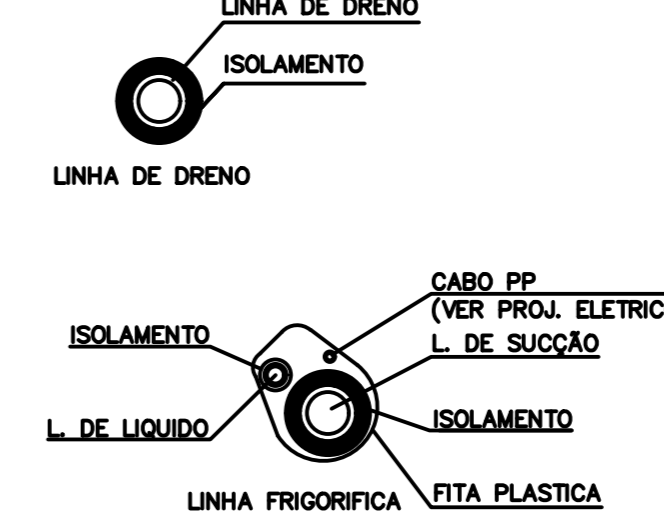 LINHA DE DRENO
ISOLAMENTO
LINHA DE DRENO
CABO PP
(VER PROJ. ELETRIC
ISOLAMENTO
L. DE SUCÇÃO
L. DE LIQUIDO
ISOLAMENTO
LINHA FRIGORIFICA
FITA PLASTICA